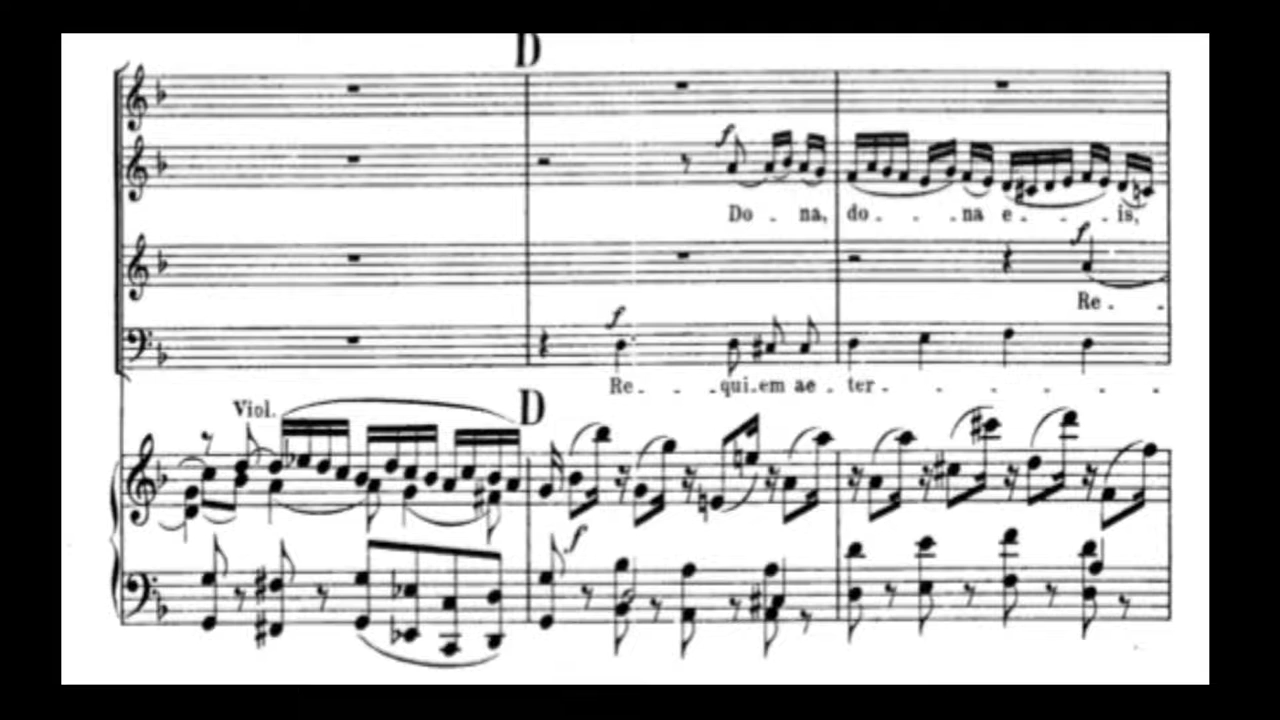 D
f
Do - na, do - - - na e - - - is,
f
Re - -
f
Re - - - qui - em ae - ter - - - - - - - -
Viol.
D
f